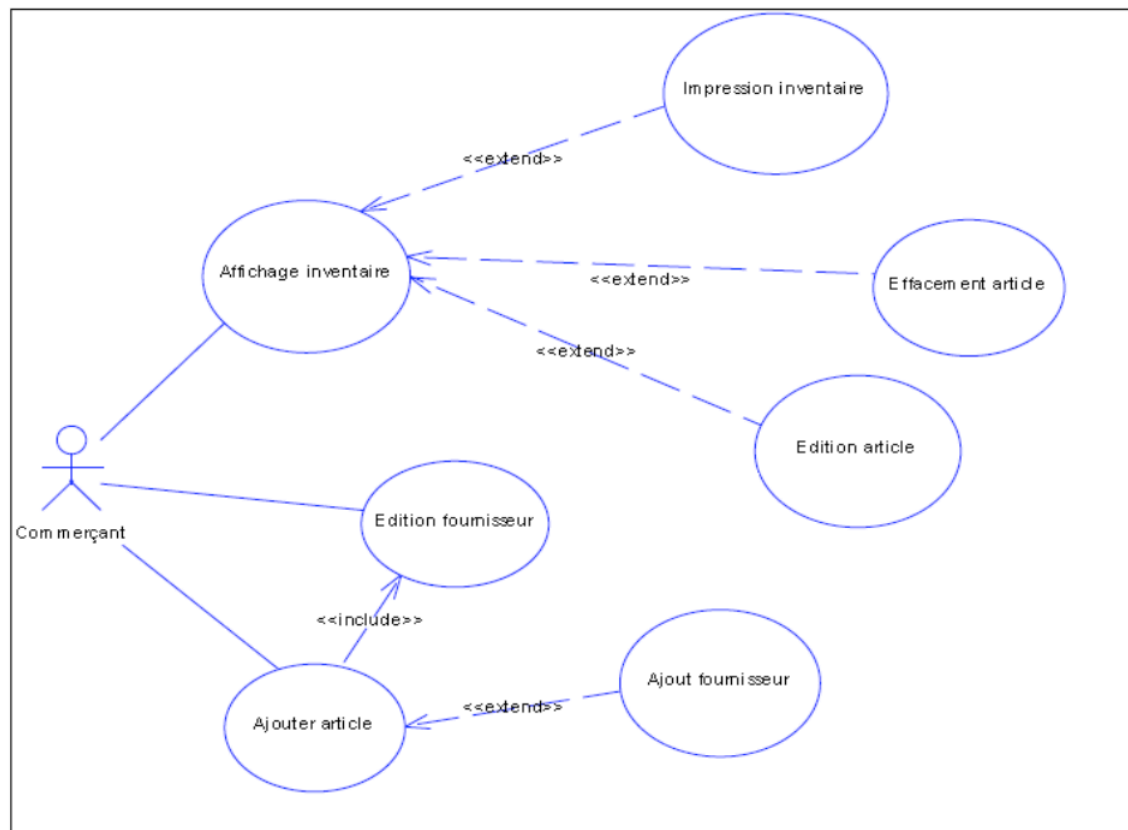 Impression inventaire
<<extend>>
Affichage inventaire
<<extend>>
Effacement article
<<extend>>
Edition article
Commerçant
Edition fournisseur
<<include>>
Ajout fournisseur
<<extend>>
Ajouter article